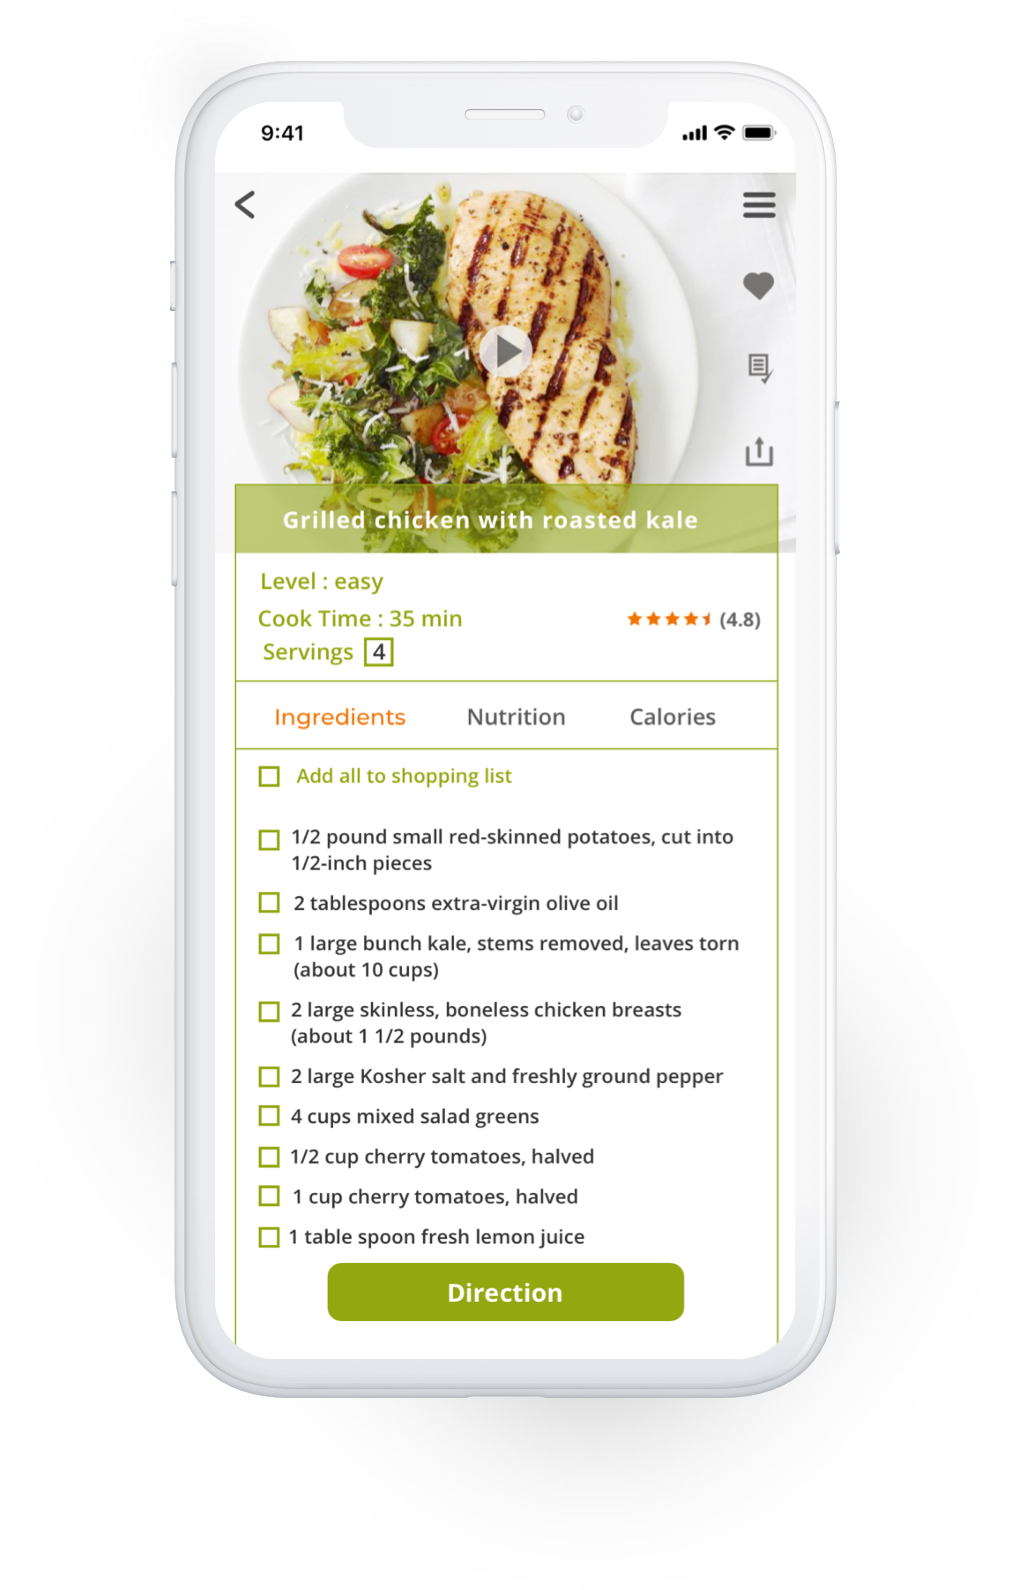 9:41
Grilled chicken with roasted kale
Level : easy
Cook Time : 35 min
(4.8)
Servings 4
Ingredients Nutrition Calories
Add all to shopping list
1/2 pound small red-skinned potatoes, cut into
1/2-inch pieces
2 tablespoons extra-virgin olive oil
1 large bunch kale, stems removed, leaves torn
(about 10 cups)
2 large skinless, boneless chicken breasts
(about 1 1/2 pounds)
2 large Kosher salt and freshly ground pepper
4 cups mixed salad greens
1/2 cup cherry tomatoes, halved
1 cup cherry tomatoes, halved
1 table spoon fresh lemon juice
Direction